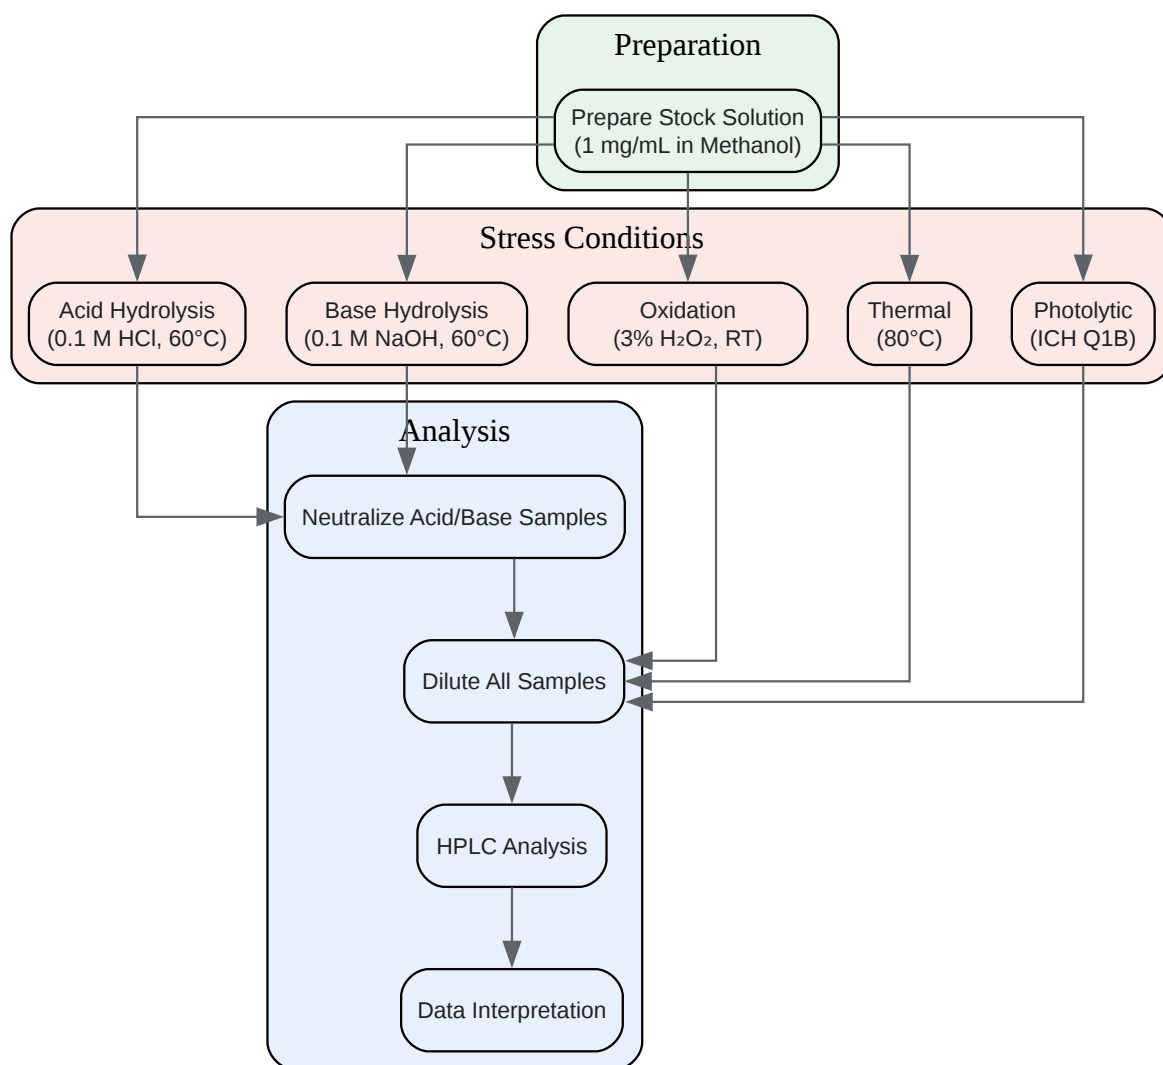 Preparation
Prepare Stock Solution
(1 mg/mL in Methanol)
Stress Conditions
Acid Hydrolysis
(0.1 M HCl, 60°C)
Base Hydrolysis
(0.1 M NaOH, 60°C)
Oxidation
(3% H₂O₂, RT)
Thermal
(80°C)
Photolytic
(ICH Q1B)
Analysis
Neutralize Acid/Base Samples
Dilute All Samples
HPLC Analysis
Data Interpretation